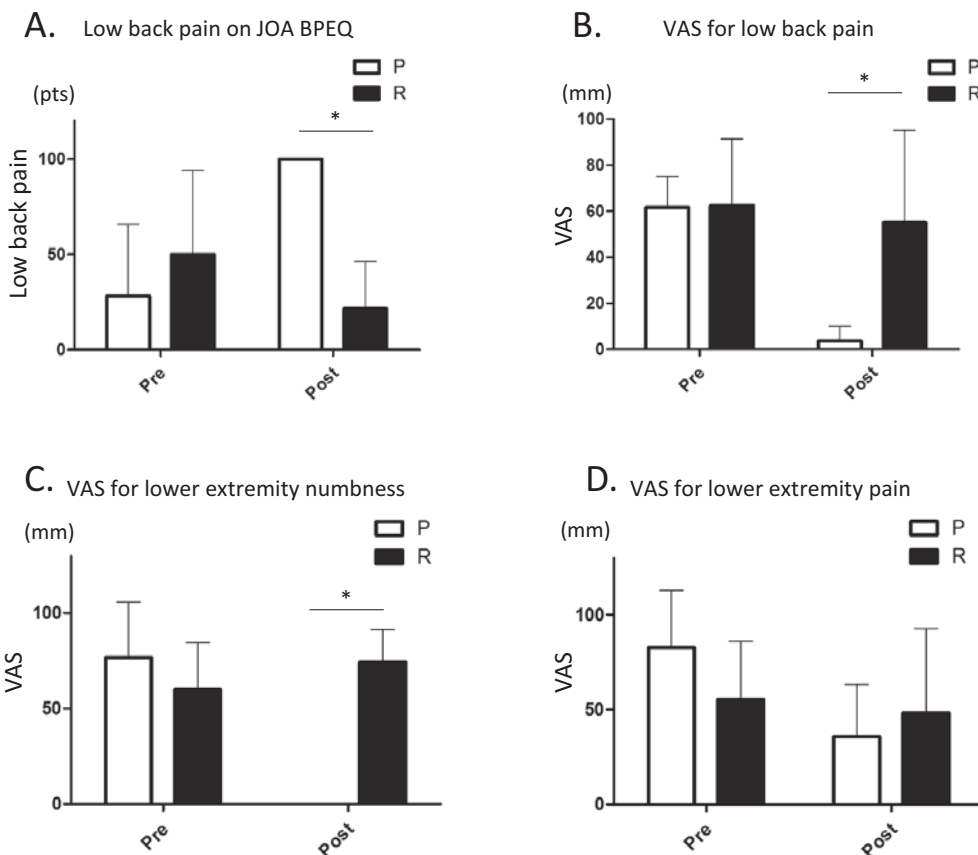 A. Low back pain on JOA BPEQ
P
R
(pts)
*
Low back pain
100
50
0
Pre
Post
B. VAS for low back pain
P
R
(mm)
*
VAS
100
80
60
40
20
0
Pre
Post
C. VAS for lower extremity numbness
(mm)
P
R
*
VAS
100
50
0
Pre
Post
D. VAS for lower extremity pain
(mm)
P
R
VAS
100
50
0
Pre
Post